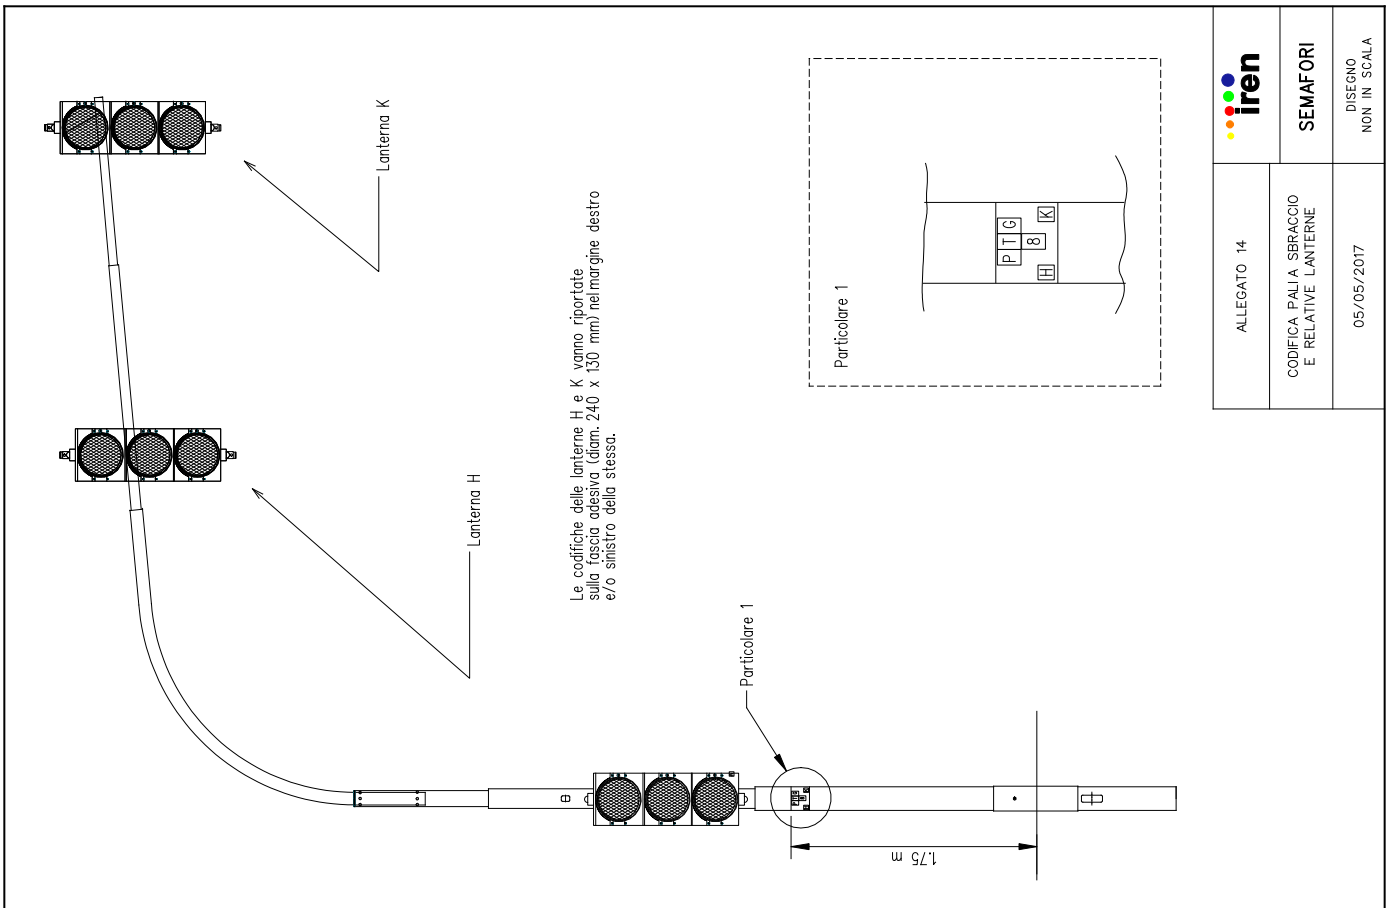 Lanterna K
Lanterna H
Le codifiche delle lanterne H e K vanno riportate
sulla fascia adesiva (diam. 240 x 130 mm) nel margine destro
e/o sinistro della stessa.
Particolare 1
P T G
8
H K
Particolare 1
P T G
8
1.75 m
iren
SEMAFORI
DISEGNO
NON IN SCALA
ALLEGATO 14
CODIFICA PALI A SBRACCIO
E RELATIVE LANTERNE
05/05/2017